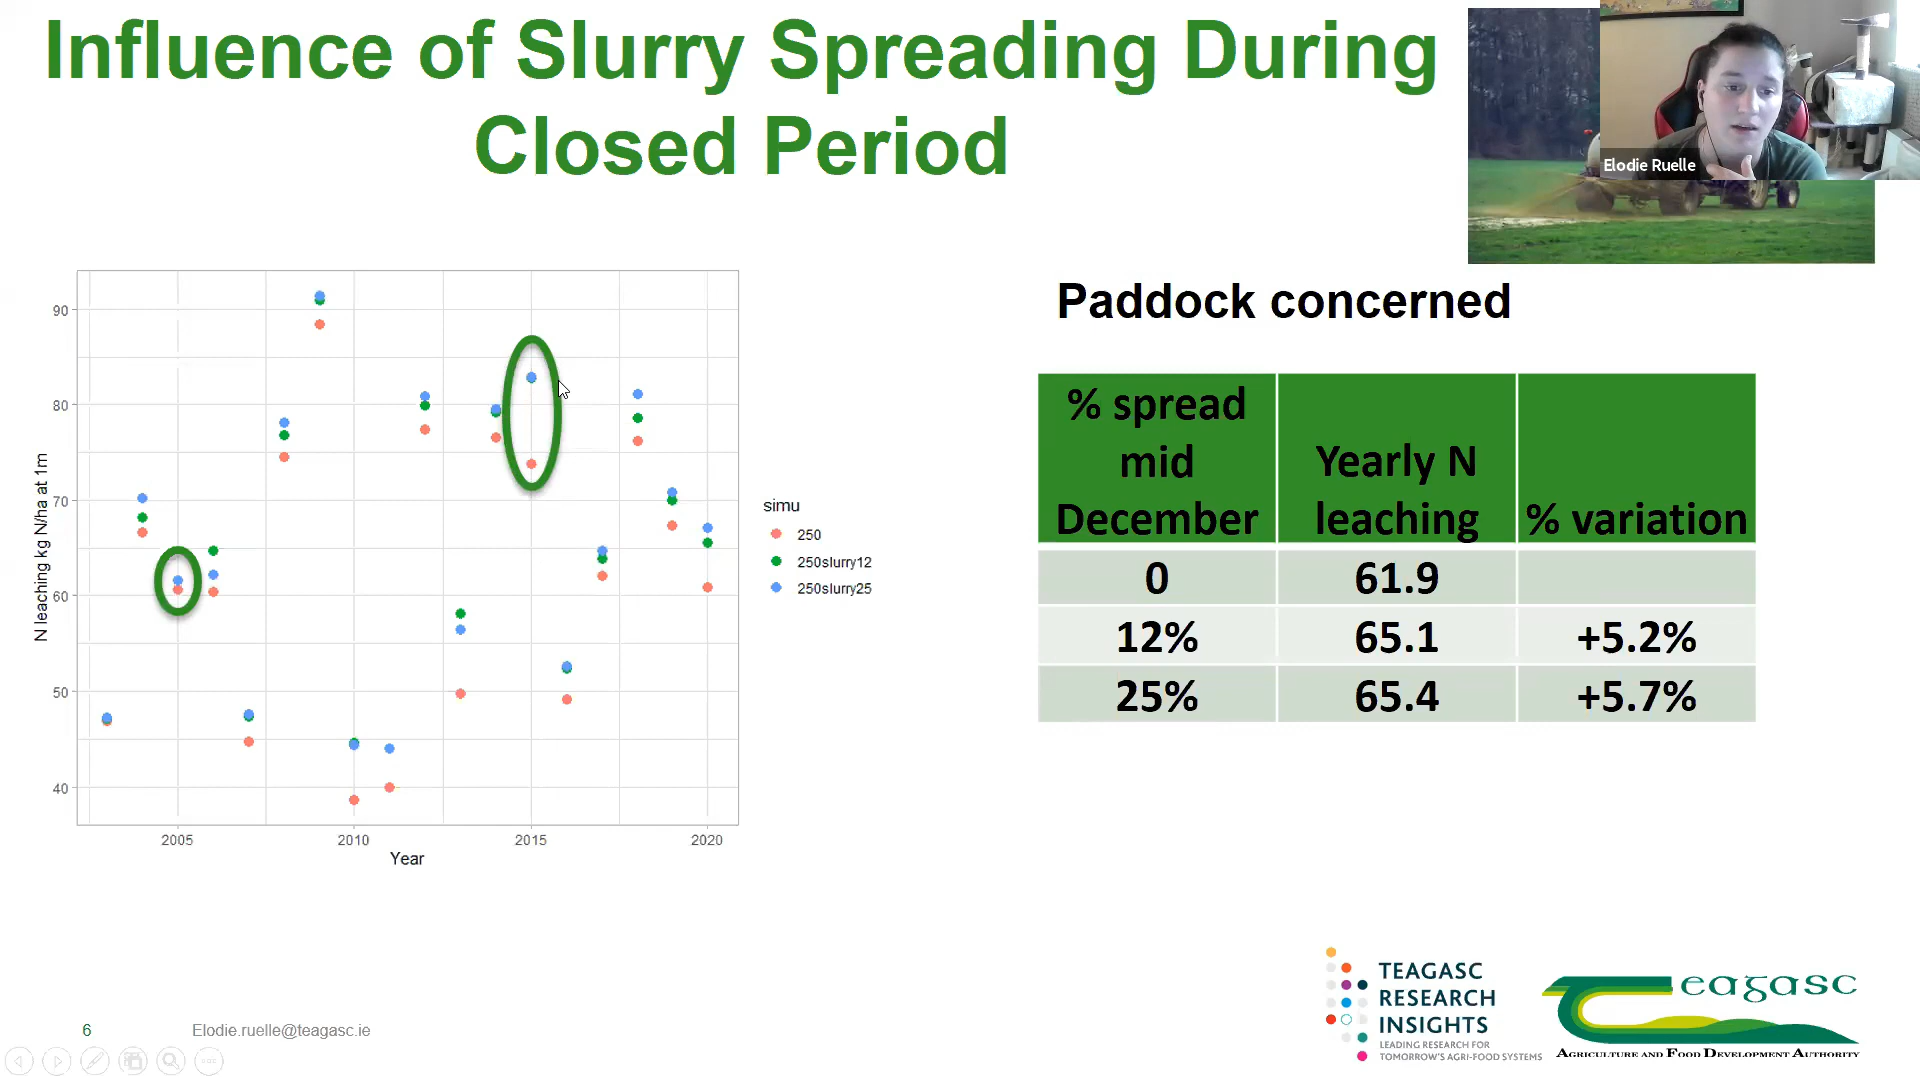 Influence of Slurry Spreading During
Closed Period
Elodie Ruelle
90
80
70
60
50
40
N leaching kg N/ha at 1m
2005
2010
2015
2020
Year
simu
250
250slurry12
250slurry25
Paddock concerned
% spread
mid
December
Yearly N
leaching
% variation
0
61.9
12%
65.1
+5.2%
25%
65.4
+5.7%
TEAGASC
RESEARCH
INSIGHTS
LEADING RESEARCH FOR
TOMORROW'S AGRI-FOOD SYSTEMS
eagasc
AGRICULTURE AND FOOD DEVELOPMENT AUTHORITY
6
Elodie.ruelle@teagasc.ie